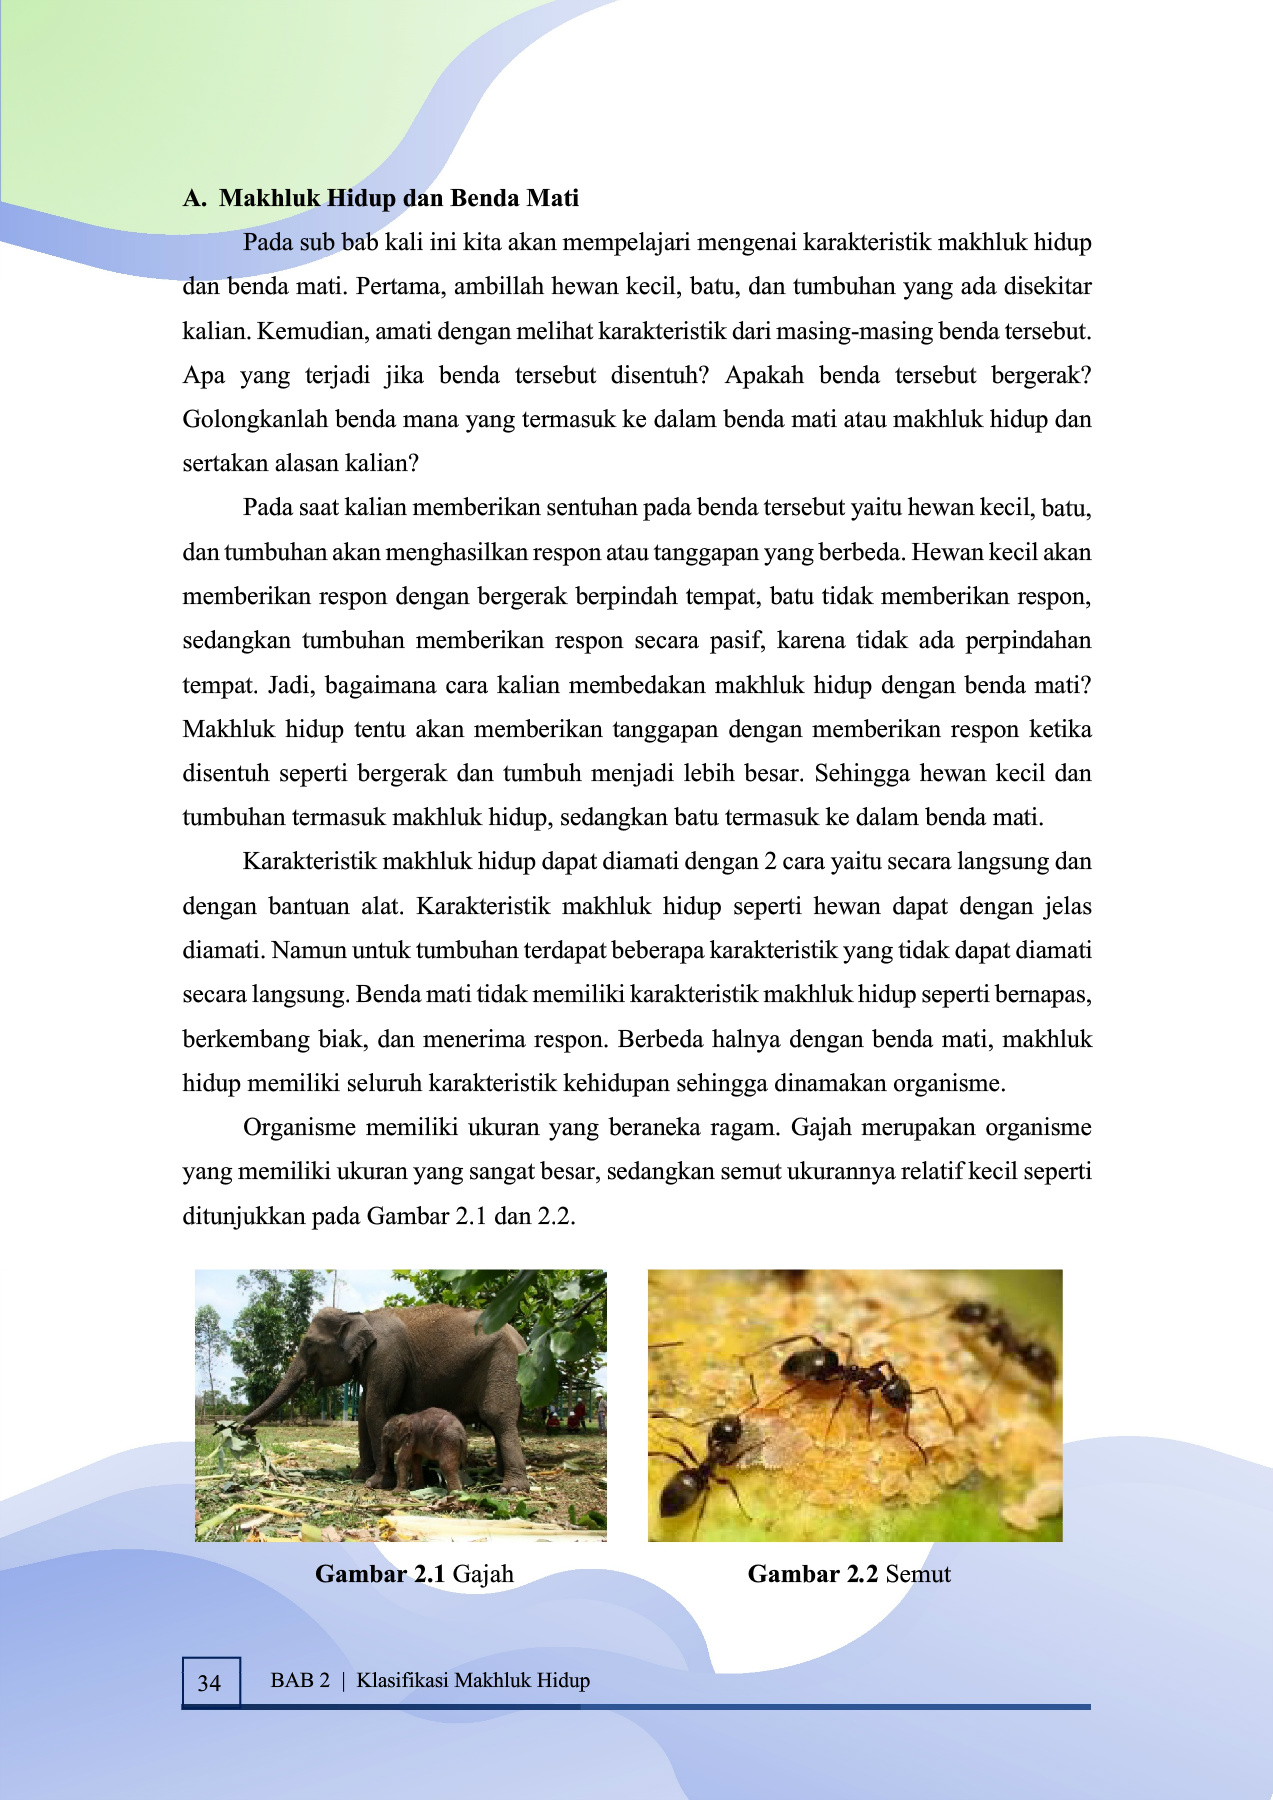 A. Makhluk Hidup dan Benda Mati
Pada sub bab kali ini kita akan mempelajari mengenai karakteristik makhluk hidup
dan benda mati. Pertama, ambillah hewan kecil, batu, dan tumbuhan yang ada disekitar
kalian. Kemudian, amati dengan melihat karakteristik dari masing-masing benda tersebut.
Apa yang terjadi jika benda tersebut disentuh? Apakah benda tersebut bergerak?
Golongkanlah benda mana yang termasuk ke dalam benda mati atau makhluk hidup dan
sertakan alasan kalian?
Pada saat kalian memberikan sentuhan pada benda tersebut yaitu hewan kecil, batu,
dan tumbuhan akan menghasilkan respon atau tanggapan yang berbeda. Hewan kecil akan
memberikan respon dengan bergerak berpindah tempat, batu tidak memberikan respon,
sedangkan tumbuhan memberikan respon secara pasif, karena tidak ada perpindahan
tempat. Jadi, bagaimana cara kalian membedakan makhluk hidup dengan benda mati?
Makhluk hidup tentu akan memberikan tanggapan dengan memberikan respon ketika
disentuh seperti bergerak dan tumbuh menjadi lebih besar. Sehingga hewan kecil dan
tumbuhan termasuk makhluk hidup, sedangkan batu termasuk ke dalam benda mati.
Karakteristik makhluk hidup dapat diamati dengan 2 cara yaitu secara langsung dan
dengan bantuan alat. Karakteristik makhluk hidup seperti hewan dapat dengan jelas
diamati. Namun untuk tumbuhan terdapat beberapa karakteristik yang tidak dapat diamati
secara langsung. Benda mati tidak memiliki karakteristik makhluk hidup seperti bernapas,
berkembang biak, dan menerima respon. Berbeda halnya dengan benda mati, makhluk
hidup memiliki seluruh karakteristik kehidupan sehingga dinamakan organisme.
Organisme memiliki ukuran yang beraneka ragam. Gajah merupakan organisme
yang memiliki ukuran yang sangat besar, sedangkan semut ukurannya relatif kecil seperti
ditunjukkan pada Gambar 2.1 dan 2.2.
Gambar 2.1 Gajah
Gambar 2.2 Semut
34
BAB 2 | Klasifikasi Makhluk Hidup